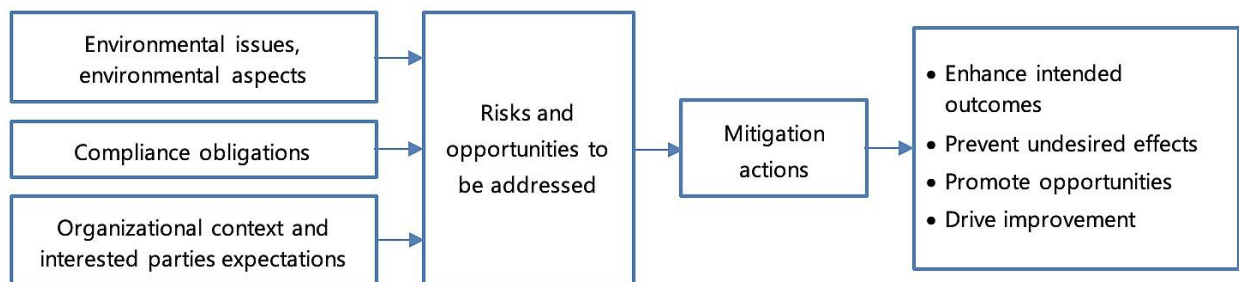 Environmental issues,
environmental aspects
Compliance obligations
Organizational context and
interested parties expectations
Risks and
opportunities to
be addressed
Mitigation
actions
• Enhance intended
outcomes
• Prevent undesired effects
• Promote opportunities
• Drive improvement